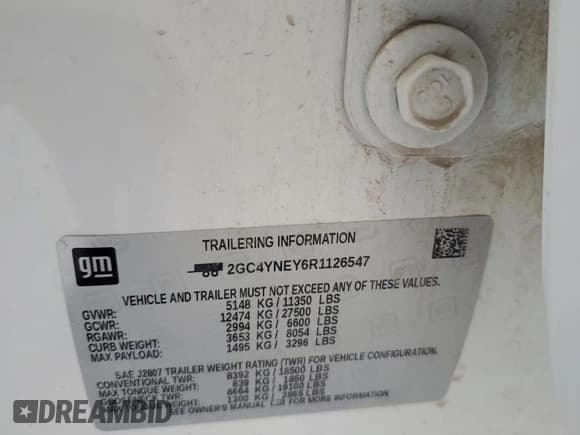 gm
TRAILERING INFORMATION
2GC4YNEY6R1126547
VEHICLE AND TRAILER MUST NOT EXCEED ANY OF THESE VALUES.
GVWR: 5148 KG / 11350 LBS
GCWR: 12474 KG / 27500 LBS
RGAWR: 2994 KG / 6600 LBS
CURB WEIGHT: 3653 KG / 8054 LBS
MAX PAYLOAD: 1495 KG / 3296 LBS
SAE J2807 TRAILER WEIGHT RATING (TWR) FOR VEHICLE CONFIGURATION.
CONVENTIONAL TWR: 8392 KG / 18500 LBS
MAX TONGUE WEIGHT: 839 KG / 1850 LBS
GOOSENECK TWR: 8664 KG / 19100 LBS
WEIGHT: 1300 KG / 2865 LBS
SEE OWNER'S MANUAL FOR MORE INFORMATION.
DREAMBID